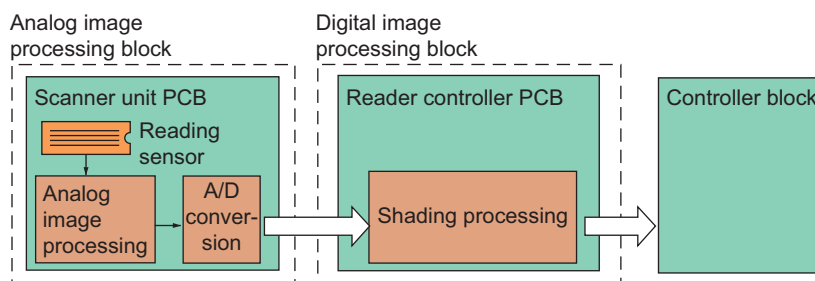 Analog image
processing block
Digital image
processing block
Scanner unit PCB
Reading
sensor
Analog
image
processing
A/D
conver-
sion
Reader controller PCB
Shading processing
Controller block